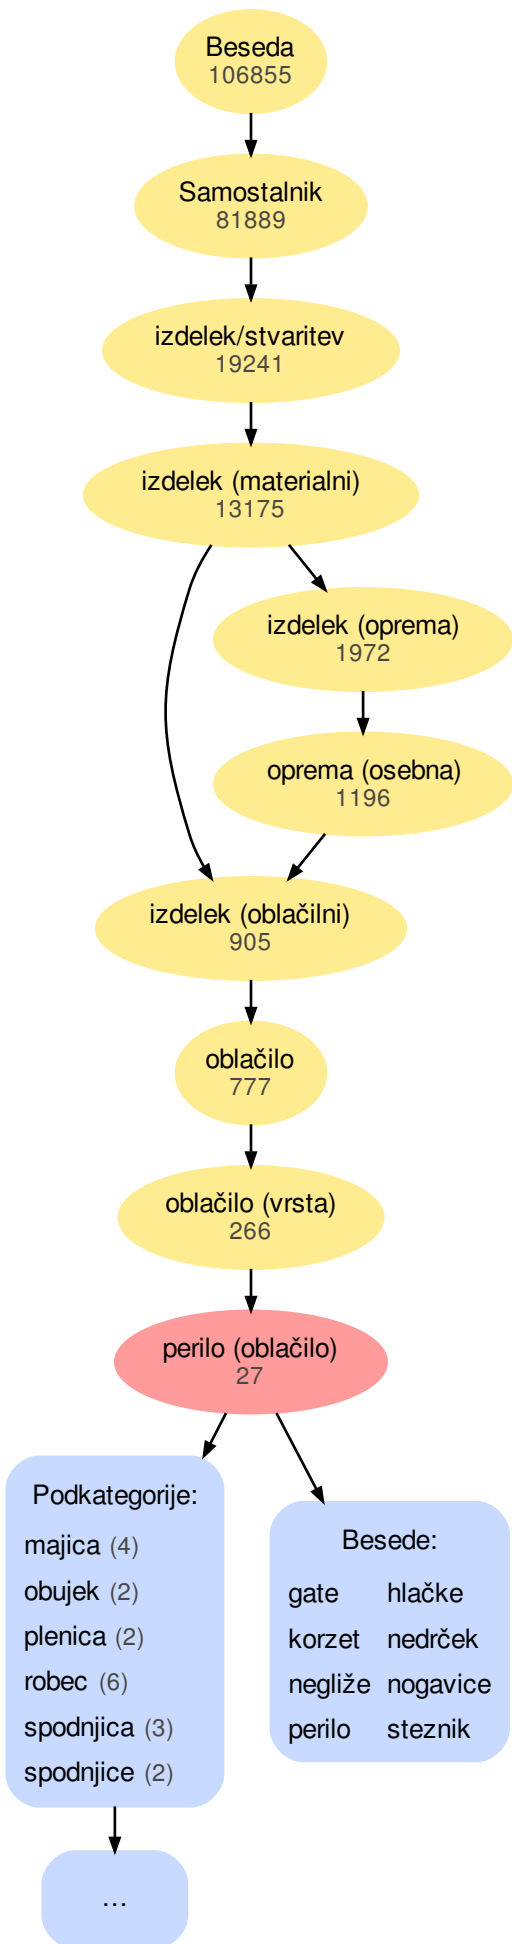 Beseda
106855
Samostalnik
81889
izdelek/stvaritev
19241
izdelek (materialni)
13175
izdelek (oprema)
1972
oprema (osebna)
1196
izdelek (oblačilni)
905
oblačilo
777
oblačilo (vrsta)
266
perilo (oblačilo)
27
Podkategorije:
majica (4)
obujek (2)
plenica (2)
robec (6)
spodnjica (3)
spodnjice (2)
...
Besede:
gate hlačke
korzet nedrček
negliže nogavice
perilo steznik